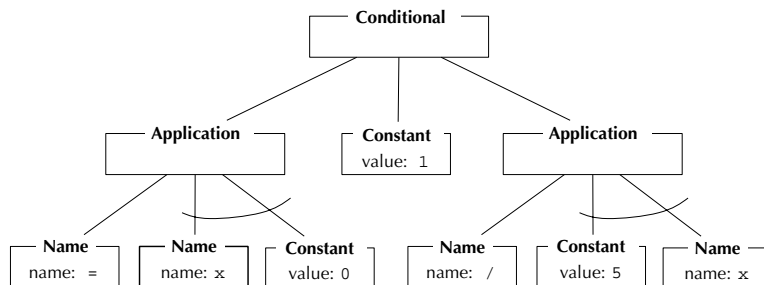 Conditional
Application
Constant
value: 1
Application
Name
name: =
Name
name: x
Constant
value: 0
Name
name: /
Constant
value: 5
Name
name: x